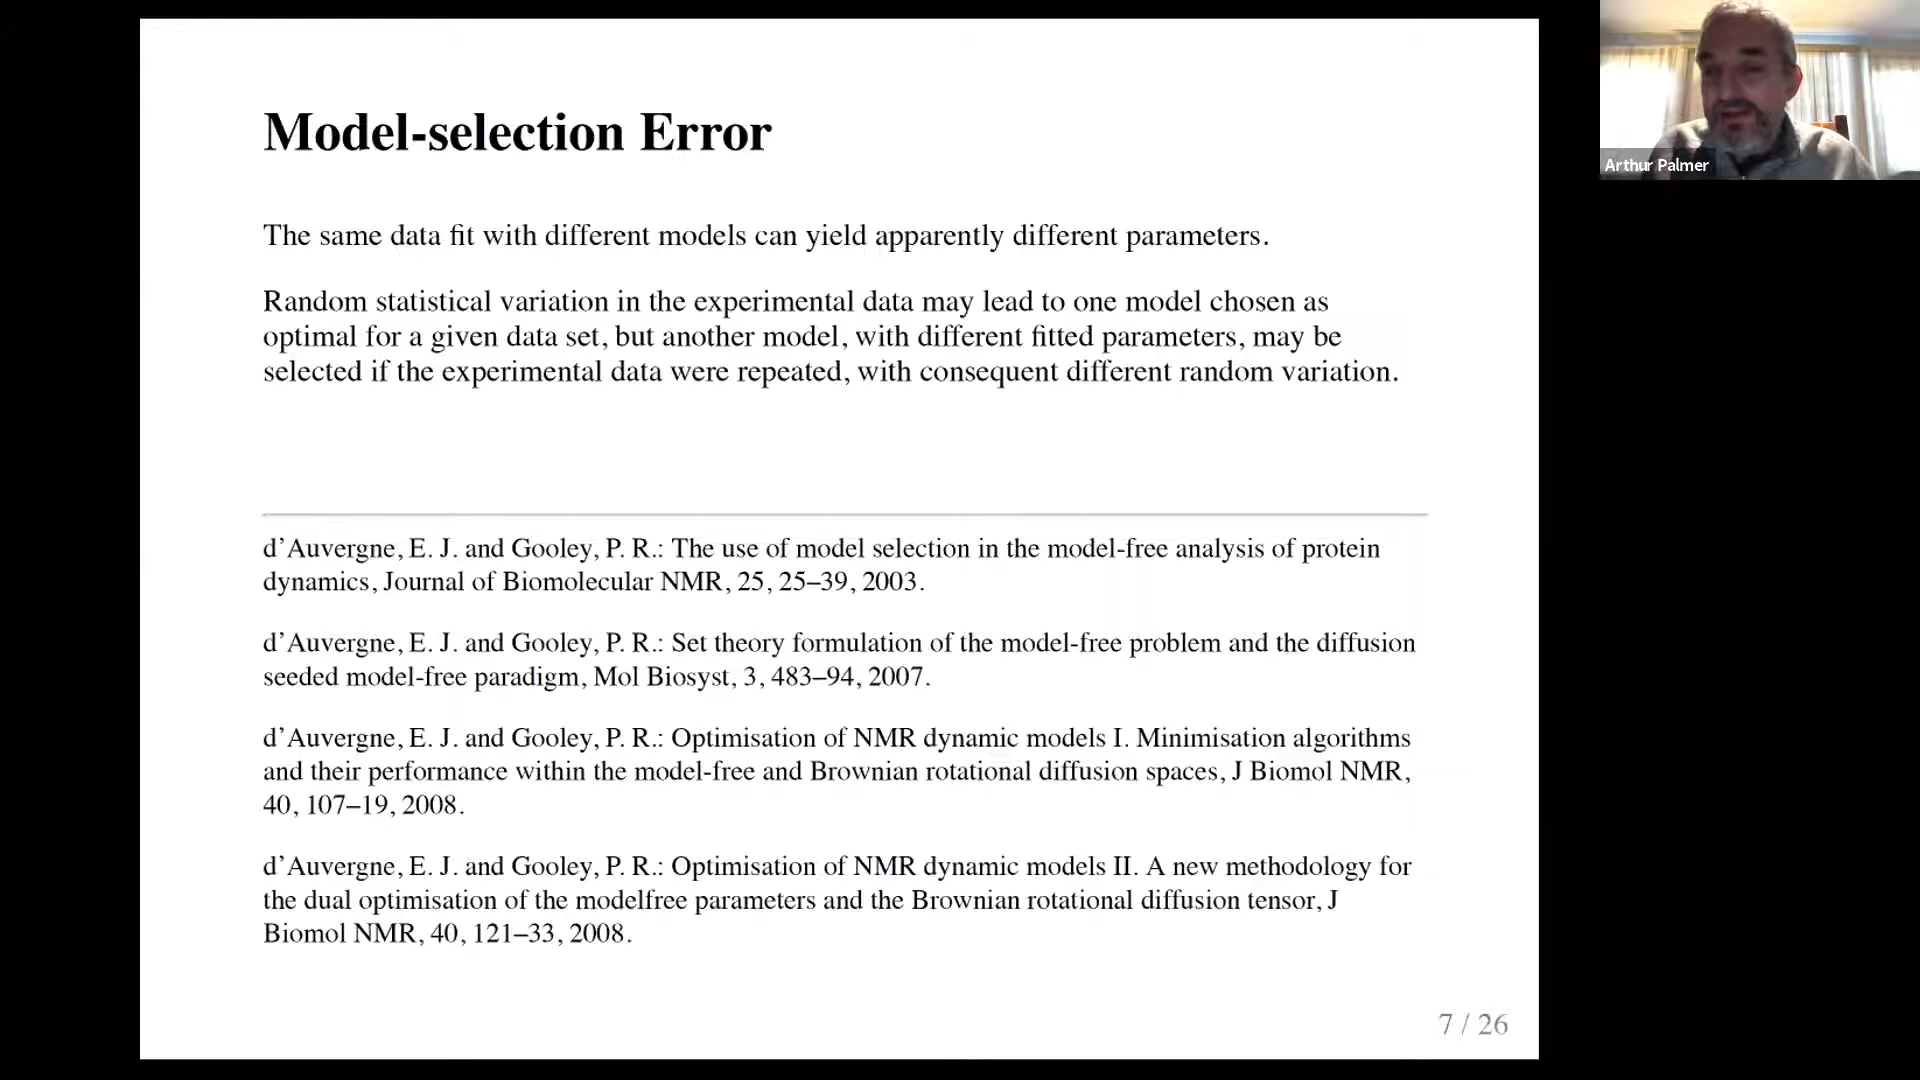 Model-selection Error
The same data fit with different models can yield apparently different parameters.
Random statistical variation in the experimental data may lead to one model chosen as
optimal for a given data set, but another model, with different fitted parameters, may be
selected if the experimental data were repeated, with consequent different random variation.
d’Auvergne, E. J. and Gooley, P. R.: The use of model selection in the model-free analysis of protein
dynamics, Journal of Biomolecular NMR, 25, 25–39, 2003.
d’Auvergne, E. J. and Gooley, P. R.: Set theory formulation of the model-free problem and the diffusion
seeded model-free paradigm, Mol Biosyst, 3, 483–94, 2007.
d’Auvergne, E. J. and Gooley, P. R.: Optimisation of NMR dynamic models I. Minimisation algorithms
and their performance within the model-free and Brownian rotational diffusion spaces, J Biomol NMR,
40, 107–19, 2008.
d’Auvergne, E. J. and Gooley, P. R.: Optimisation of NMR dynamic models II. A new methodology for
the dual optimisation of the modelfree parameters and the Brownian rotational diffusion tensor, J
Biomol NMR, 40, 121–33, 2008.
7 / 26
Arthur Palmer